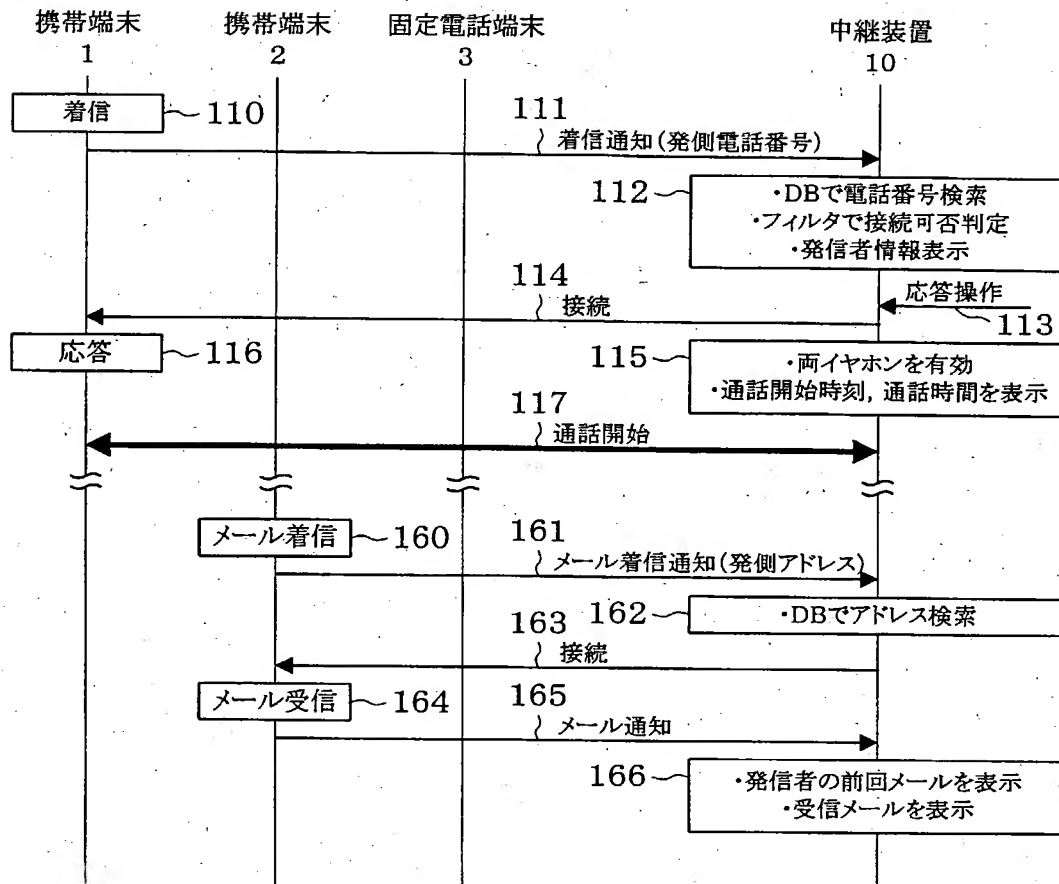 携帯端末
1
携帯端末
2
固定電話端末
3
中継装置
10
着信
110
111
着信通知(発側電話番号)
112
・DBで電話番号検索
・フィルタで接続可否判定
・発信者情報表示
114
接続
応答操作
113
応答
116
115
・両イヤホンを有効
・通話開始時刻, 通話時間を表示
117
通話開始
メール着信
160
161
メール着信通知(発側アドレス)
162
・DBでアドレス検索
163
接続
メール受信
164
165
メール通知
166
・発信者の前回メールを表示
・受信メールを表示